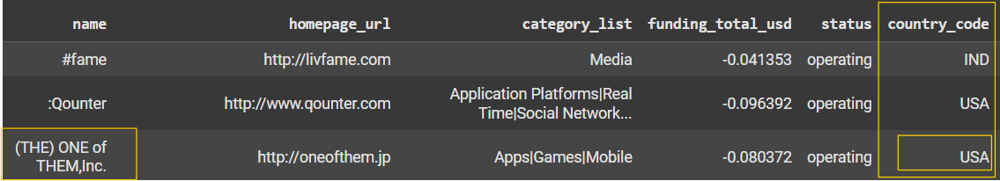 name homepage_url category_list funding_total_usd status country_code
#fame http://livfame.com Media -0.041353 operating IND
:Qounter http://www.qounter.com Application Platforms|Real Time|Social Network... -0.096392 operating USA
(THE) ONE of THEM,Inc. http://oneofthem.jp Apps|Games|Mobile -0.080372 operating USA